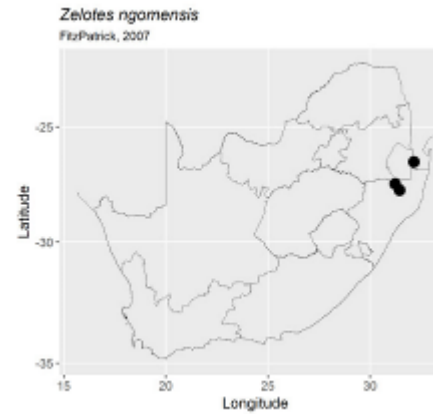 Zelotes ngomensis
FitzPatrick, 2007
-25
-30
-35
Latitude
15 20 25 30
Longitude